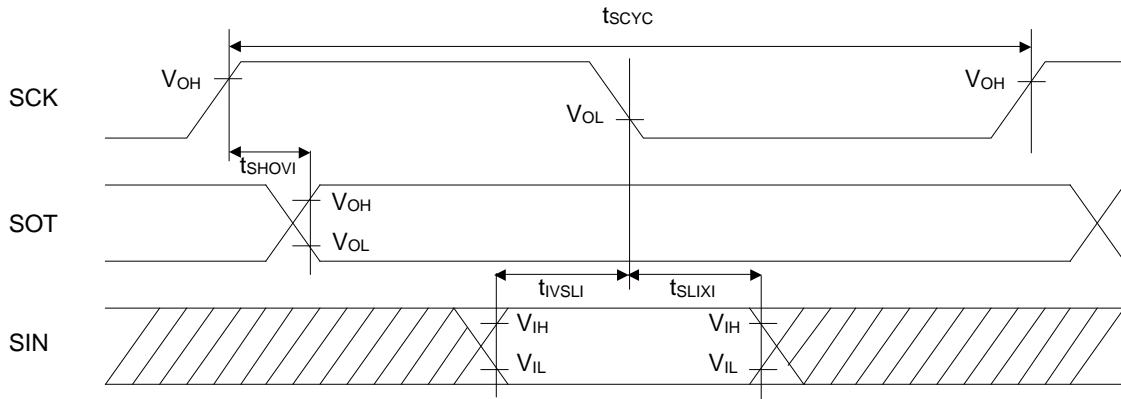 tSCYC
SCK
VOH
VOH
VOL
tSHOVI
SOT
VOH
VOL
tIVSLI
tSLIXI
SIN
VIH
VIH
VIL
VIL